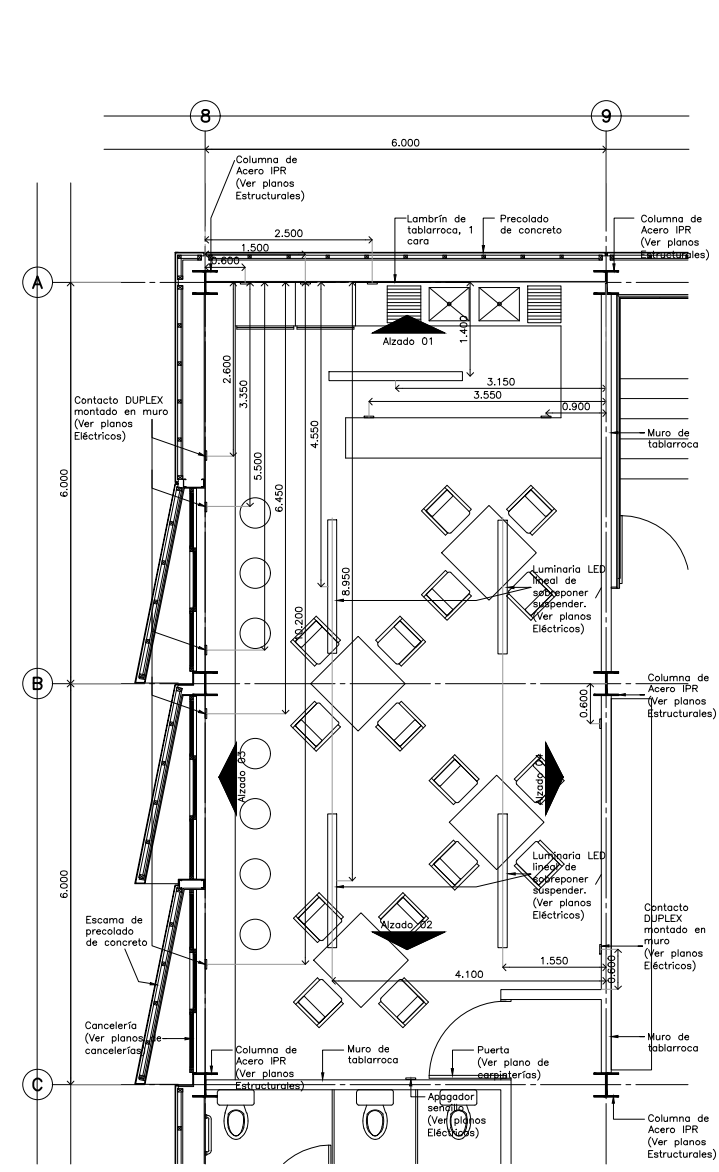 8
9
6.000
Columna de
Acero IPR
(Ver planos
Estructurales)
Lambrín de
tablarroca, 1
cara
Precolado
de concreto
Columna de
Acero IPR
(Ver planos
Estructurales)
2.500
1.500
0.600
A
Alzado 01
1.400
2.600
3.350
3.150
3.550
0.900
Contacto DUPLEX
montado en muro
(Ver planos
Eléctricos)
4.550
Muro de
tablarroca
5.500
6.450
6.000
Luminaria LED
lineal de
sobreponer
suspender.
(Ver planos
Eléctricos)
8.950
10.200
B
Columna de
Acero IPR
(Ver planos
Estructurales)
0.600
Alzado 03
Alzado 04
6.000
Luminaria LED
lineal de
sobreponer
suspender.
(Ver planos
Eléctricos)
Escama de
precolado
de concreto
Alzado 02
Contacto
DUPLEX
montado en
muro
(Ver planos
Eléctricos)
1.550
0.600
4.100
Cancelería
(Ver planos de
cancelerías)
Columna de
Acero IPR
(Ver planos
Estructurales)
Muro de
tablarroca
Puerta
(Ver plano de
carpinterías)
Muro de
tablarroca
C
Apagador
sencillo
(Ver planos
Eléctricos)
Columna de
Acero IPR
(Ver planos
Estructurales)